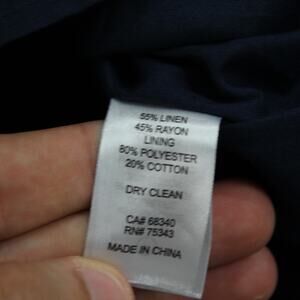 55% LINEN
45% RAYON
LINING
80% POLYESTER
20% COTTON
DRY CLEAN
CA# 68340
RN# 75343
MADE IN CHINA